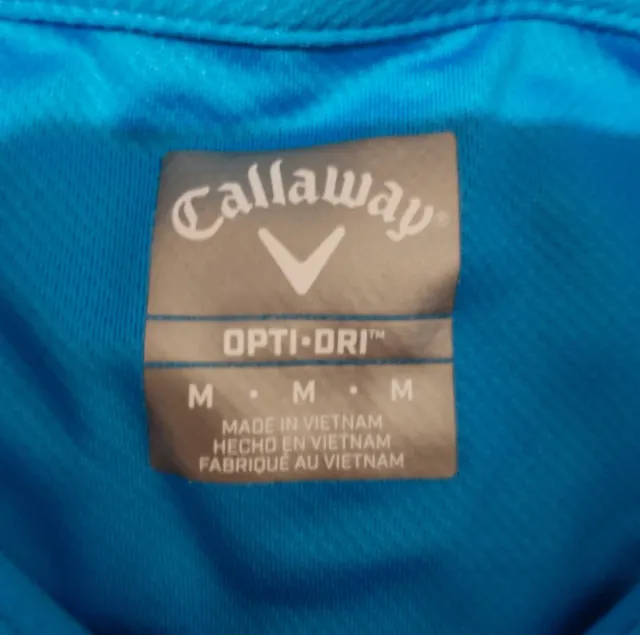 Callaway®
OPTI•DRI™
M • M • M
MADE IN VIETNAM
HECHO EN VIETNAM
FABRIQUÉ AU VIETNAM